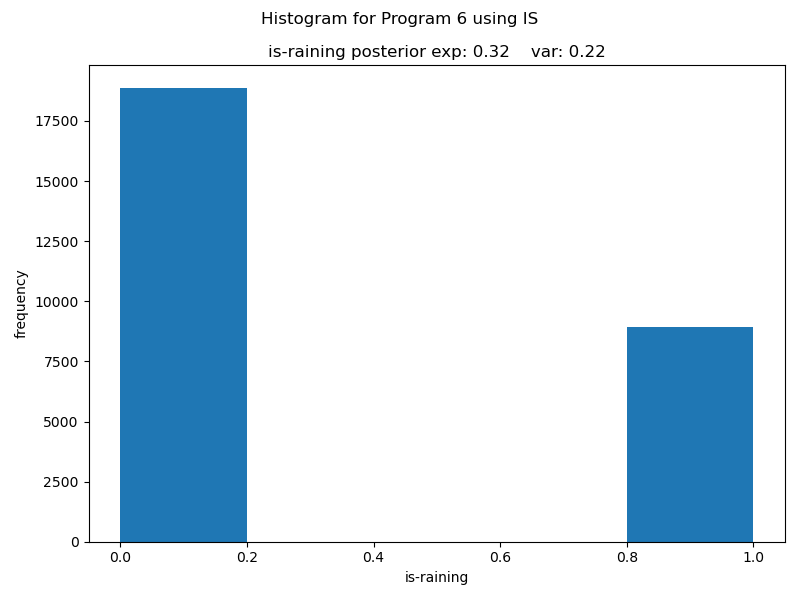 Histogram for Program 6 using IS
is-raining posterior exp: 0.32    var: 0.22
17500
15000
12500
10000
7500
5000
2500
0
frequency
0.0 0.2 0.4 0.6 0.8 1.0
is-raining